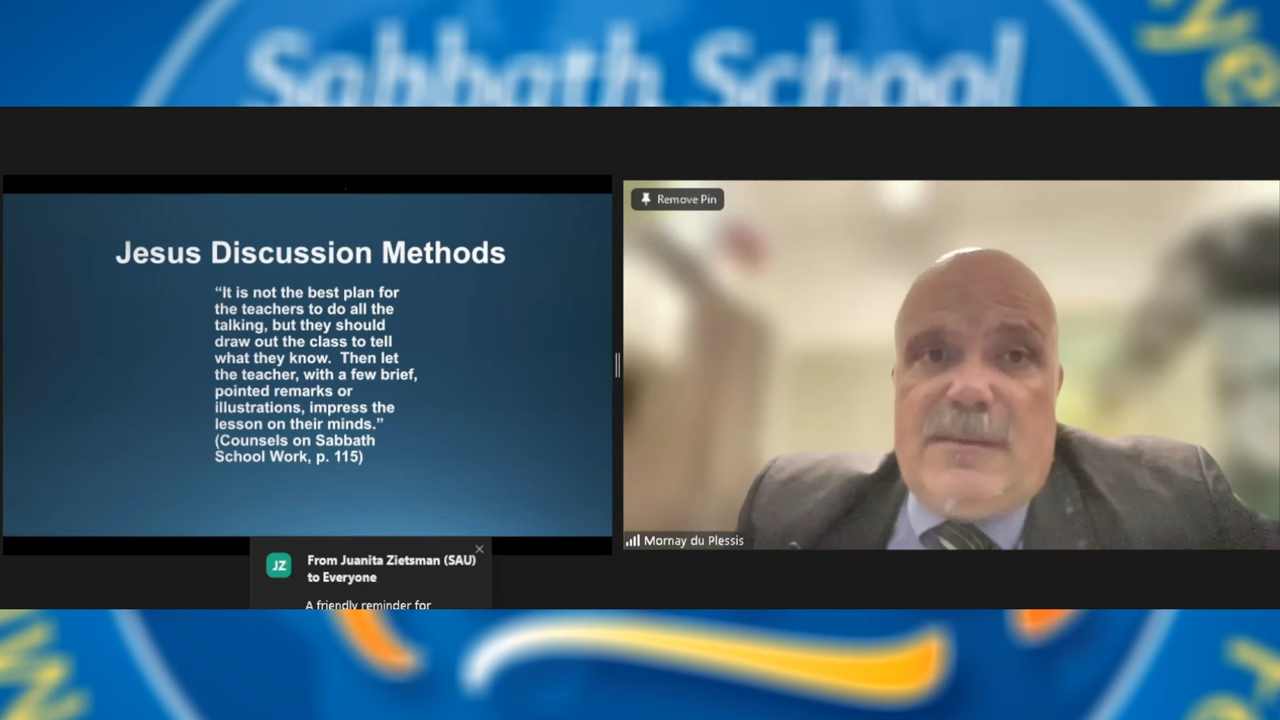 Sabbath School
Remove Pin
Jesus Discussion Methods
“It is not the best plan for
the teachers to do all the
talking, but they should
draw out the class to tell
what they know.  Then let
the teacher, with a few brief,
pointed remarks or
illustrations, impress the
lesson on their minds.”
(Counsels on Sabbath
School Work, p. 115)
Mornay du Plessis
JZ
From Juanita Zietsman (SAU)
to Everyone
A friendly reminder for